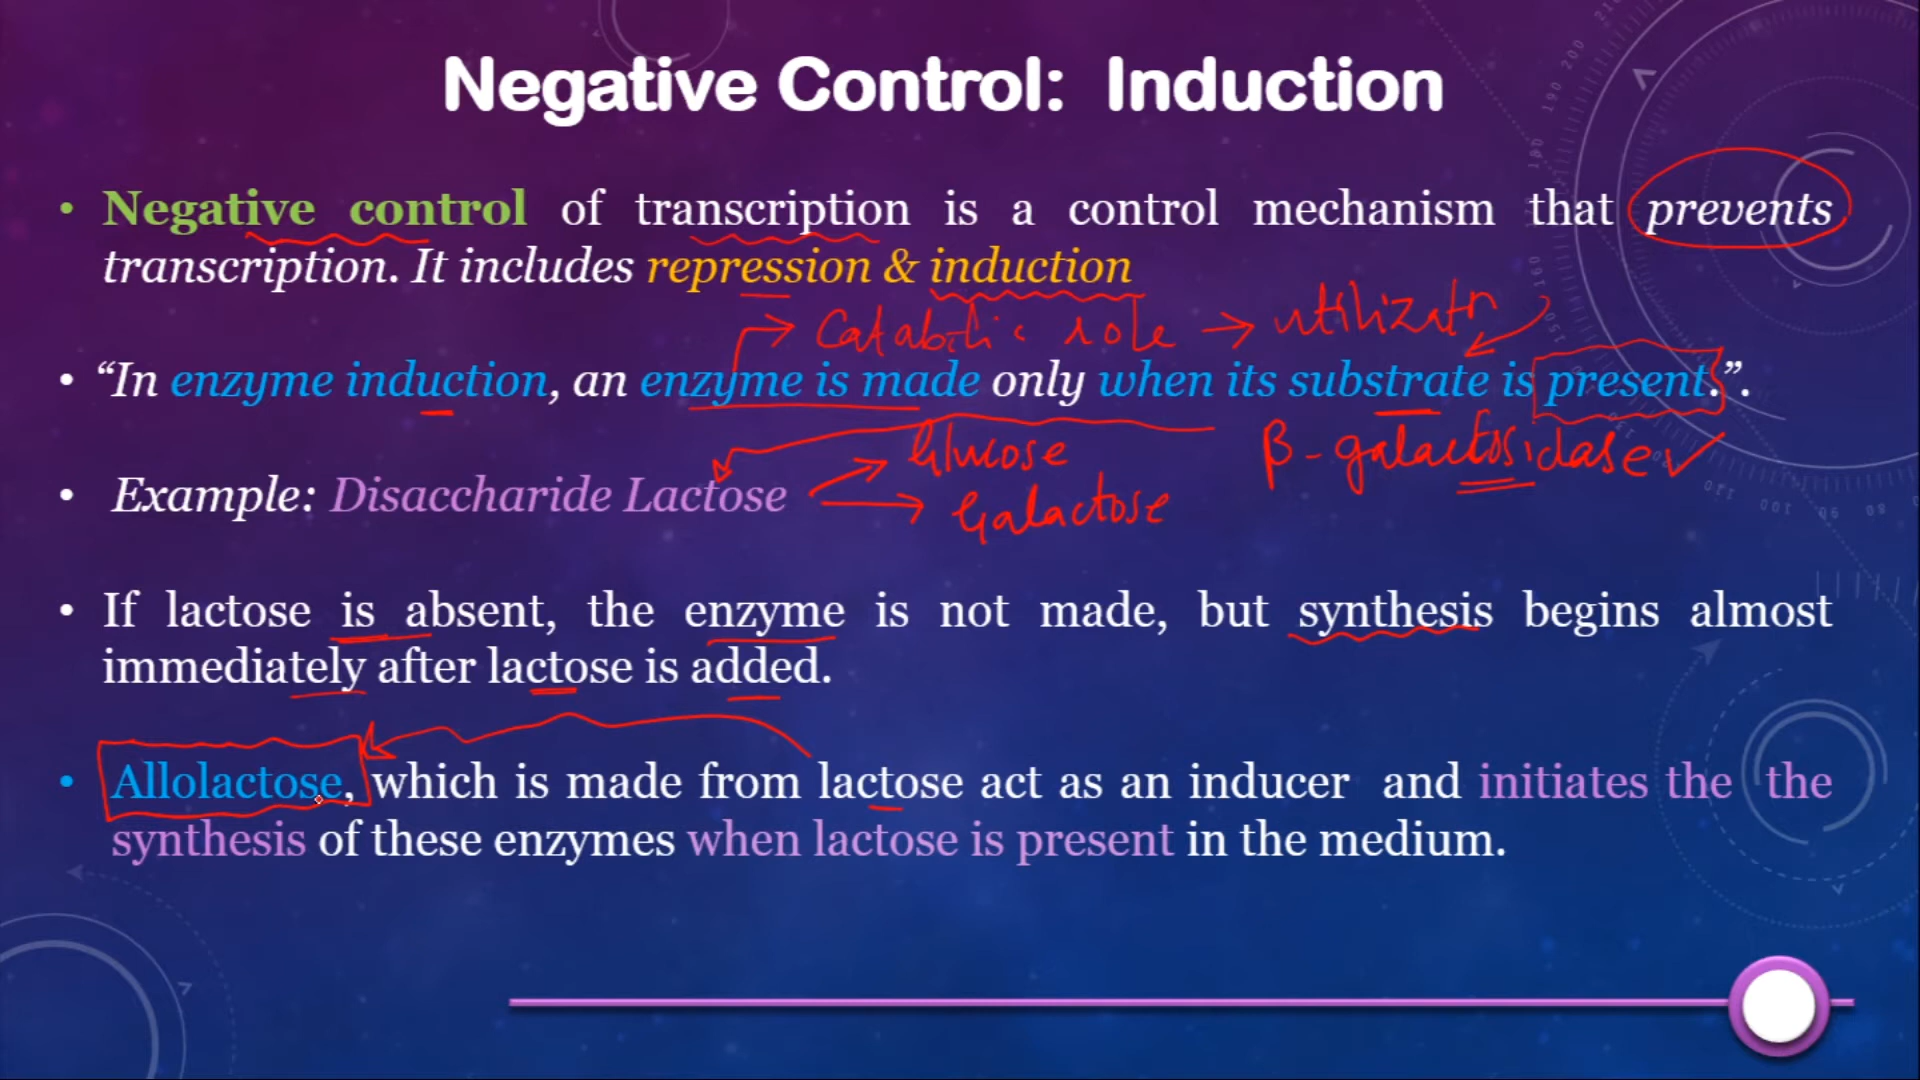 Negative Control: Induction
• Negative control of transcription is a control mechanism that prevents
transcription. It includes repression & induction
Catabolic role → utilizatn
• “In enzyme induction, an enzyme is made only when its substrate is present.”.
Glucose
β-galactosidase ✓
• Example: Disaccharide Lactose
Galactose
• If lactose is absent, the enzyme is not made, but synthesis begins almost
immediately after lactose is added.
• Allolactose, which is made from lactose act as an inducer and initiates the the
synthesis of these enzymes when lactose is present in the medium.